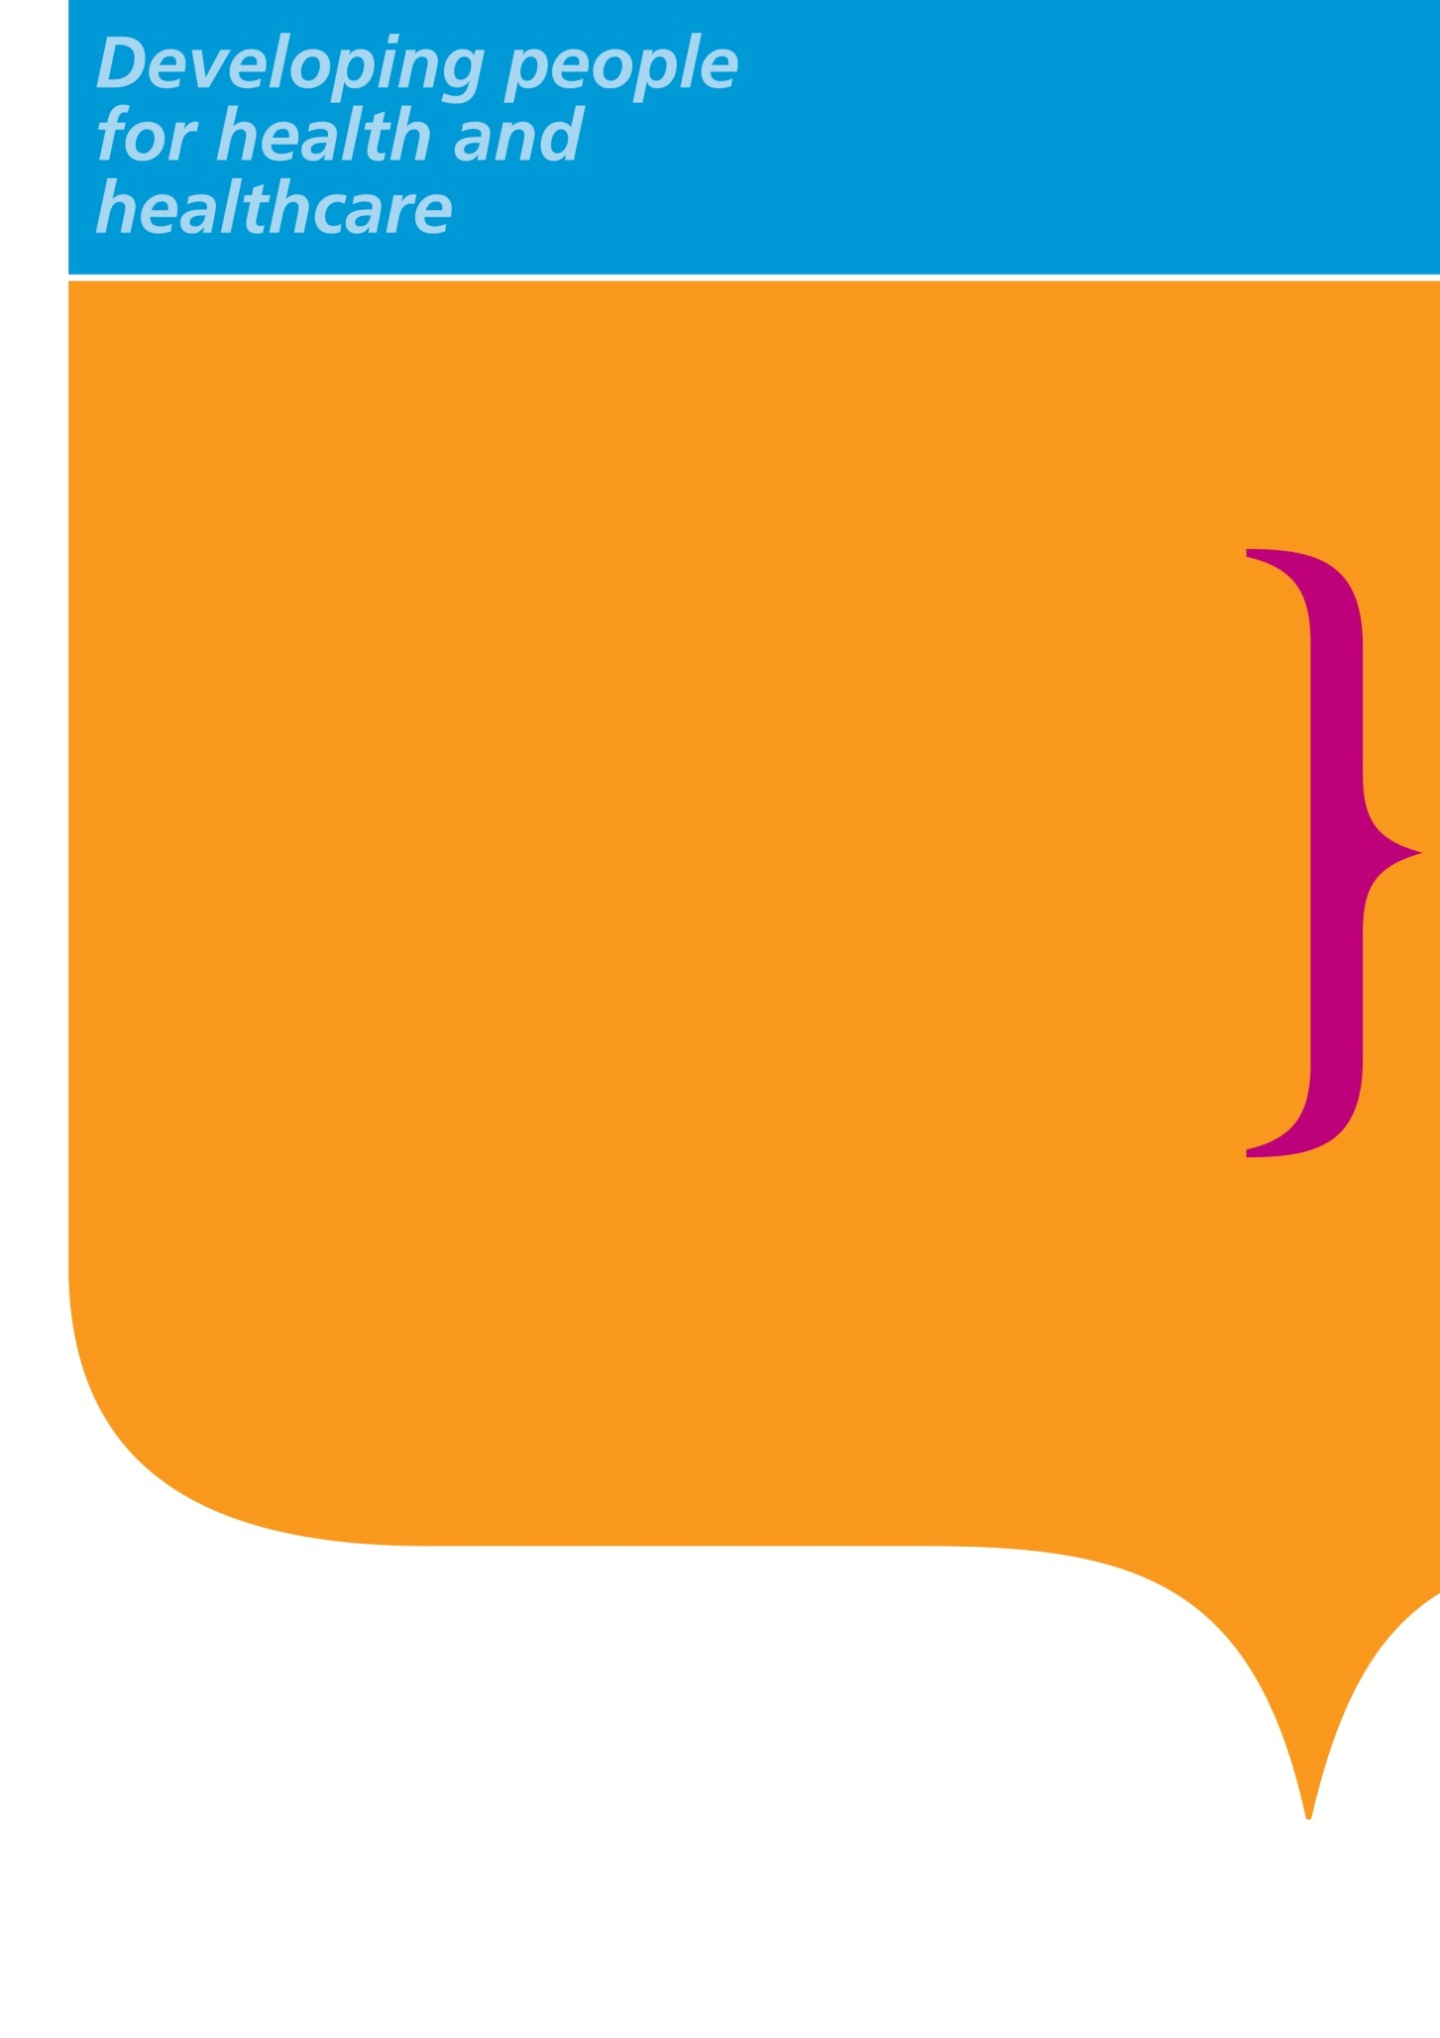 Developing people
for health and
healthcare
}